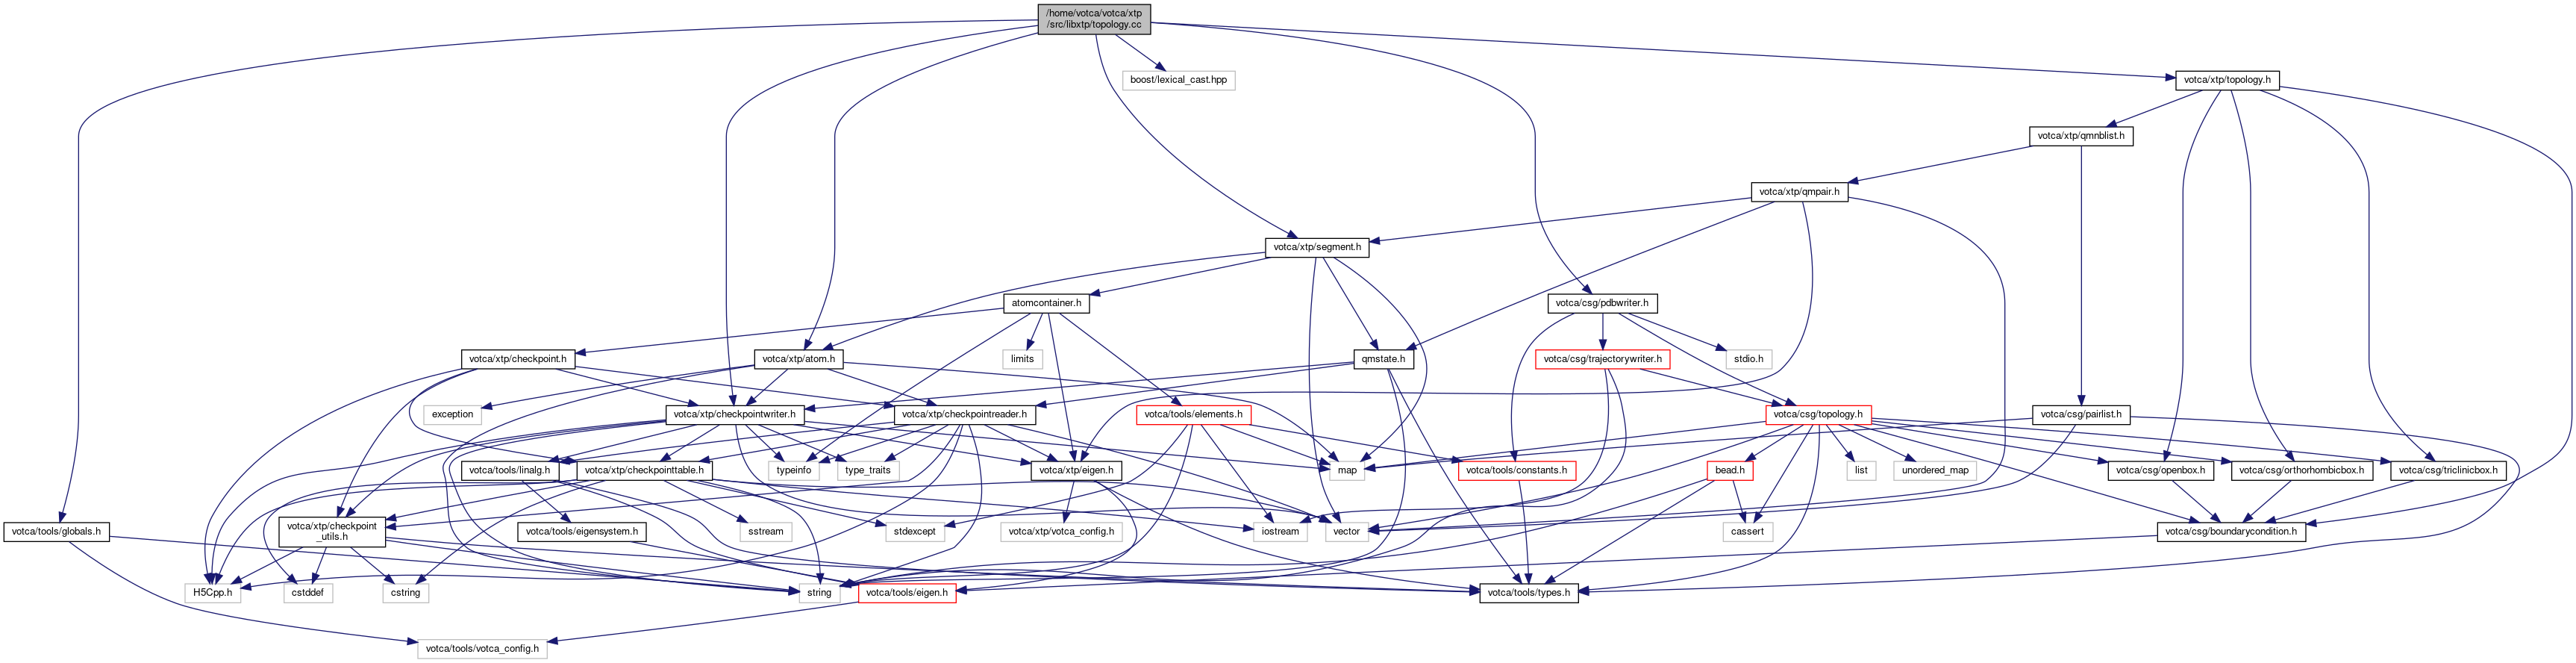 /home/votca/votca/xtp
/src/libxtp/topology.cc
boost/lexical_cast.hpp
votca/xtp/topology.h
votca/xtp/qmnblist.h
votca/xtp/qmpair.h
votca/xtp/segment.h
atomcontainer.h
votca/csg/pdbwriter.h
votca/xtp/checkpoint.h
votca/xtp/atom.h
limits
qmstate.h
votca/csg/trajectorywriter.h
stdio.h
exception
votca/xtp/checkpointwriter.h
votca/xtp/checkpointreader.h
votca/tools/elements.h
votca/csg/topology.h
votca/csg/pairlist.h
votca/tools/linalg.h
votca/xtp/checkpointtable.h
typeinfo
type_traits
votca/xtp/eigen.h
map
votca/tools/constants.h
bead.h
list
unordered_map
votca/csg/openbox.h
votca/csg/orthorhombicbox.h
votca/csg/triclinicbox.h
votca/tools/globals.h
votca/xtp/checkpoint
_utils.h
votca/tools/eigensystem.h
sstream
stdexcept
votca/xtp/votca_config.h
iostream
vector
cassert
votca/csg/boundarycondition.h
H5Cpp.h
cstddef
cstring
string
votca/tools/eigen.h
votca/tools/types.h
votca/tools/votca_config.h